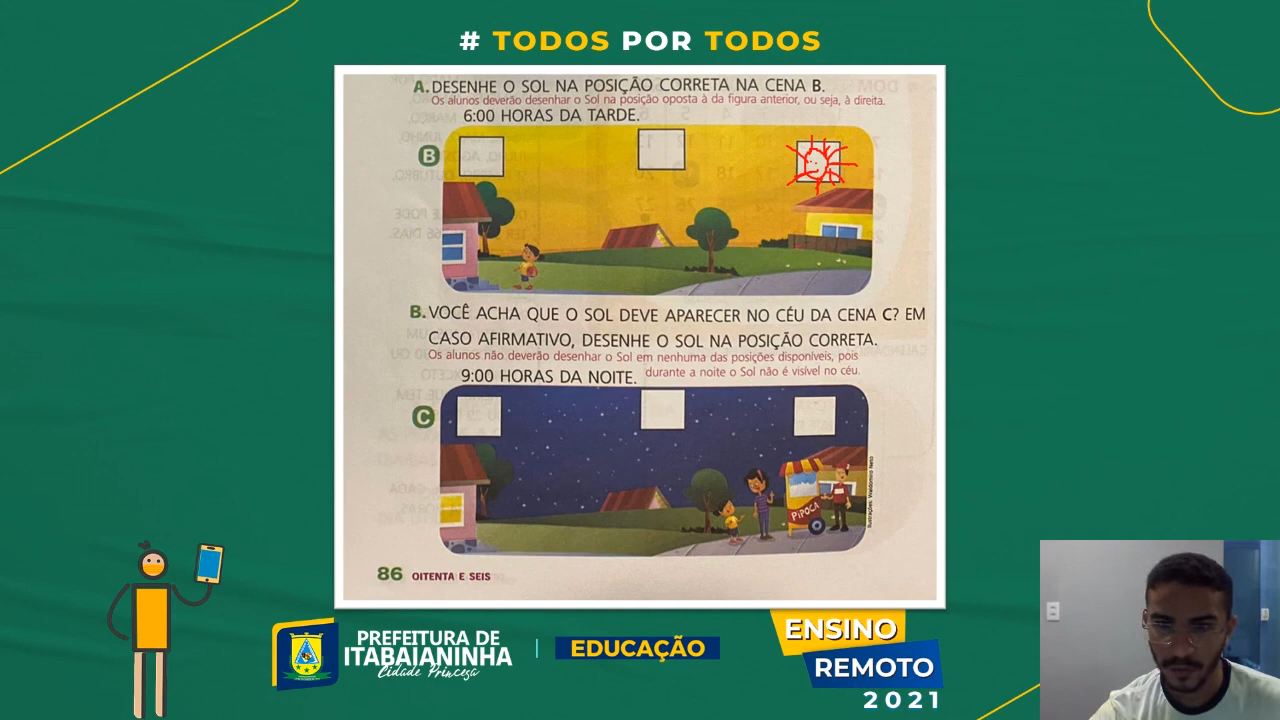 # TODOS POR TODOS
A. DESENHE O SOL NA POSIÇÃO CORRETA NA CENA B.
Os alunos deverão desenhar o Sol na posição oposta à da figura anterior, ou seja, à direita.
6:00 HORAS DA TARDE.
B
B. VOCÊ ACHA QUE O SOL DEVE APARECER NO CÉU DA CENA C? EM
CASO AFIRMATIVO, DESENHE O SOL NA POSIÇÃO CORRETA.
Os alunos não deverão desenhar o Sol em nenhuma das posições disponíveis, pois
durante a noite o Sol não é visível no céu.
9:00 HORAS DA NOITE.
C
PIPOCA
Ilustrações: Waldomiro Neto
86 OITENTA E SEIS
PREFEITURA DE
ITABAIANINHA
Cidade Princesa
EDUCAÇÃO
ENSINO
REMOTO
2021